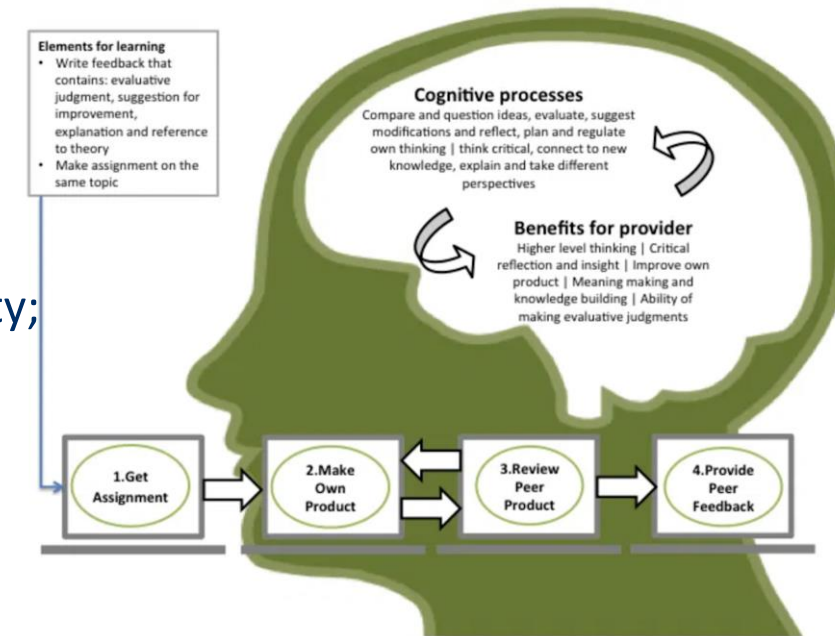 Elements for learning
• Write feedback that
contains: evaluative
judgment, suggestion for
improvement,
explanation and reference
to theory
• Make assignment on the
same topic
Cognitive processes
Compare and question ideas, evaluate, suggest
modifications and reflect, plan and regulate
own thinking | think critical, connect to new
knowledge, explain and take different
perspectives
Benefits for provider
Higher level thinking | Critical
reflection and insight | Improve own
product | Meaning making and
knowledge building | Ability of
making evaluative judgments
ty;
1.Get
Assignment
2.Make
Own
Product
3.Review
Peer
Product
4.Provide
Peer
Feedback